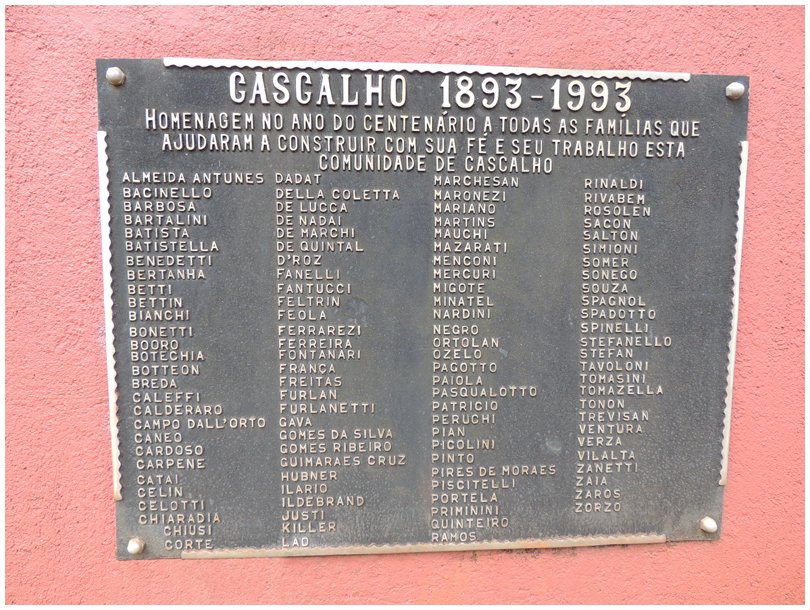 CASCALHO 1893-1993
HOMENAGEM NO ANO DO CENTENÁRIO A TODAS AS FAMÍLIAS QUE
AJUDARAM A CONSTRUIR COM SUA FÉ E SEU TRABALHO ESTA
COMUNIDADE DE CASCALHO
ALMEIDA ANTUNES
BACINELLO
BARBOSA
BARTALINI
BATISTA
BATISTELLA
BENEDETTI
BERTANHA
BETTI
BETTIN
BIANCHI
BONETTI
BOORO
BOTECHIA
BOTTEON
BREDA
CALEFFI
CALDERARO
CAMPO DALL'ORTO
CANEO
CARDOSO
CARPENE
CATAI
CELIN
CELOTTI
CHIARADIA
CHIUSI
CORTE
DADAT
DELLA COLETTA
DE LUCCA
DE NADAI
DE MARCHI
DE QUINTAL
D'ROZ
FANELLI
FANTUCCI
FELTRIN
FEOLA
FERRAREZI
FERREIRA
FONTANARI
FRANÇA
FREITAS
FURLAN
FURLANETTI
GAVA
GOMES DA SILVA
GOMES RIBEIRO
GUIMARAES CRUZ
HUBNER
ILARIO
ILDEBRAND
JUSTI
KILLER
LAO
MARCHESAN
MARONEZI
MARIANO
MARTINS
MAUCHI
MAZARATI
MENCONI
MERCURI
MIGOTE
MINATEL
NARDINI
NEGRO
ORTOLAN
OZELO
PAGOTTO
PAIOLA
PASQUALOTTO
PATRICIO
PERUCHI
PIAN
PICOLINI
PINTO
PIRES DE MORAES
PISCITELLI
PORTELA
PRIMININI
QUINTEIRO
RAMOS
RINALDI
RIVABEM
ROSOLEN
SACON
SALTON
SIMIONI
SOMER
SONEGO
SOUZA
SPAGNOL
SPADOTTO
SPINELLI
STEFANELLO
STEFAN
TAVOLONI
TOMASINI
TOMAZELLA
TONON
TREVISAN
VENTURA
VERZA
VILALTA
ZANETTI
ZAIA
ZAROS
ZORZO